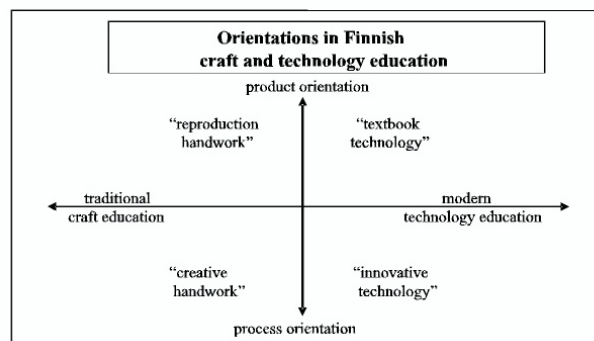 Orientations in Finnish
craft and technology education
product orientation
“reproduction
handwork”
“textbook
technology”
traditional
craft education
modern
technology education
“creative
handwork”
“innovative
technology”
process orientation